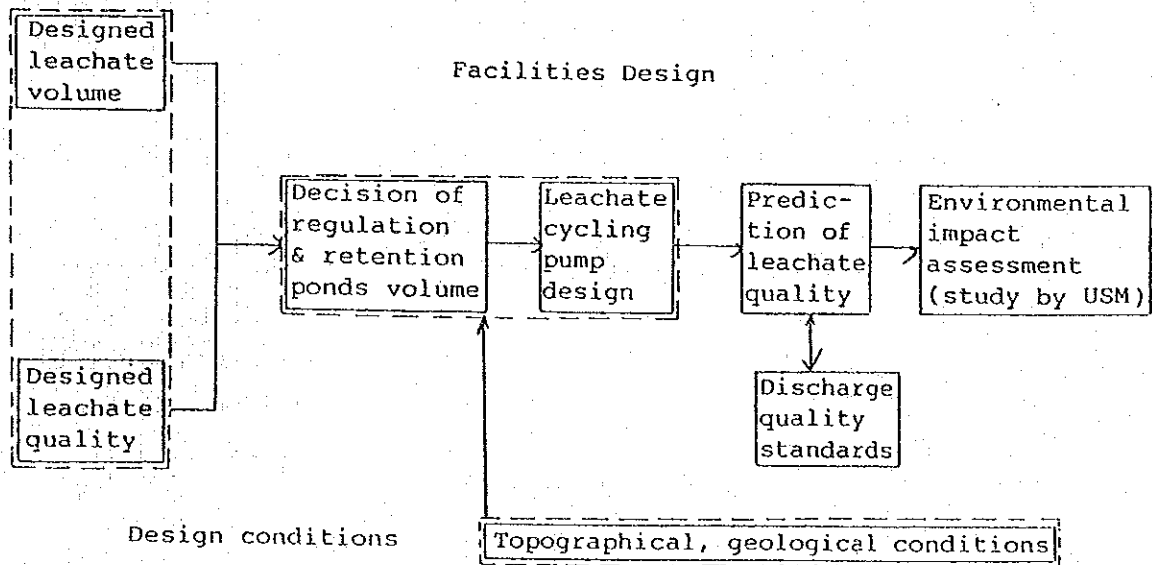 Designed
leachate
volume
Facilities Design
Decision of
regulation
& retention
ponds volume
Leachate
cycling
pump
design
Predic-
tion of
leachate
quality
Environmental
impact
assessment
(study by USM)
Designed
leachate
quality
Discharge
quality
standards
Design conditions
Topographical, geological conditions